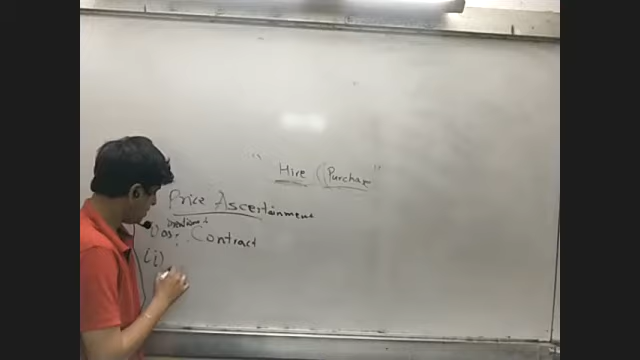 " Hire (Purchase "
Price Ascertainment
Contract
(i)